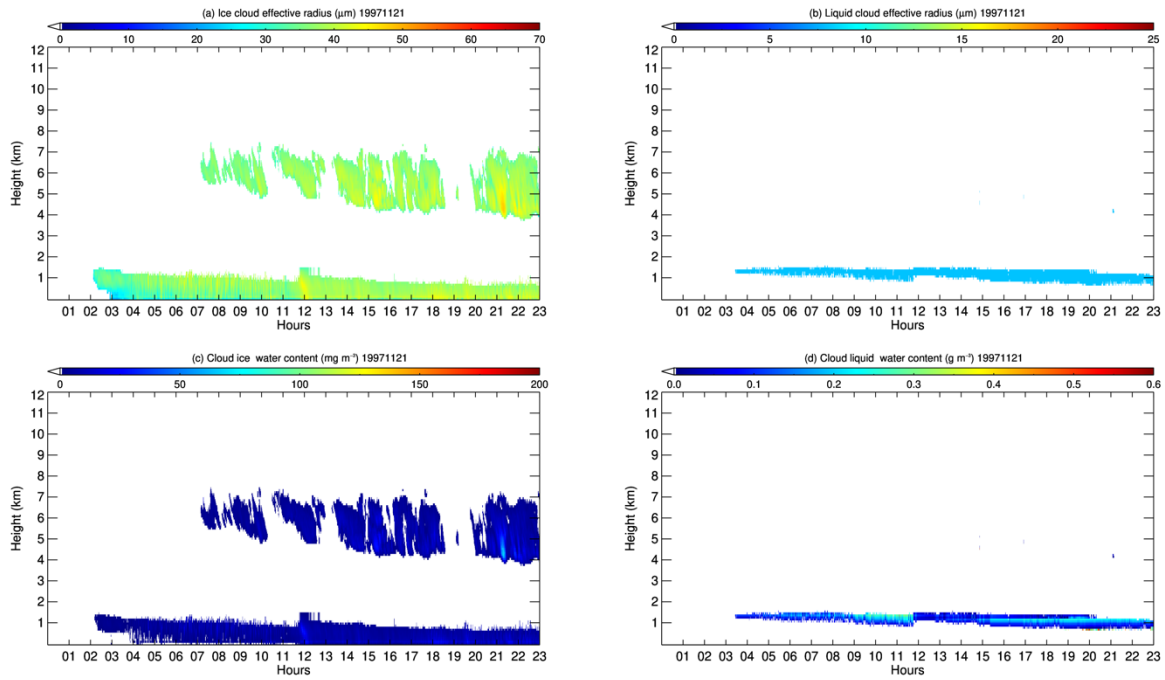 (a) Ice cloud effective radius (μm) 19971121
0 10 20 30 40 50 60 70
12
11
10
9
8
7
6
5
4
3
2
1
Height (km)
01 02 03 04 05 06 07 08 09 10 11 12 13 14 15 16 17 18 19 20 21 22 23
Hours
(b) Liquid cloud effective radius (μm) 19971121
0 5 10 15 20 25
12
11
10
9
8
7
6
5
4
3
2
1
Height (km)
01 02 03 04 05 06 07 08 09 10 11 12 13 14 15 16 17 18 19 20 21 22 23
Hours
(c) Cloud ice water content (mg m⁻³) 19971121
0 50 100 150 200
12
11
10
9
8
7
6
5
4
3
2
1
Height (km)
01 02 03 04 05 06 07 08 09 10 11 12 13 14 15 16 17 18 19 20 21 22 23
Hours
(d) Cloud liquid water content (g m⁻³) 19971121
0.0 0.1 0.2 0.3 0.4 0.5 0.6
12
11
10
9
8
7
6
5
4
3
2
1
Height (km)
01 02 03 04 05 06 07 08 09 10 11 12 13 14 15 16 17 18 19 20 21 22 23
Hours